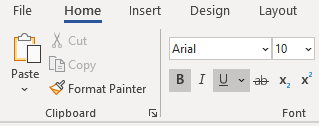 File Home Insert Design Layout
Cut
Copy
Paste
Format Painter
Clipboard
Arial 10
B I U ab x₂ x²
Font